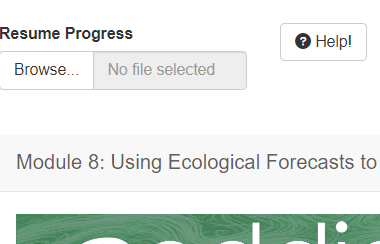 Resume Progress
Help!
Browse... No file selected
Module 8: Using Ecological Forecasts to